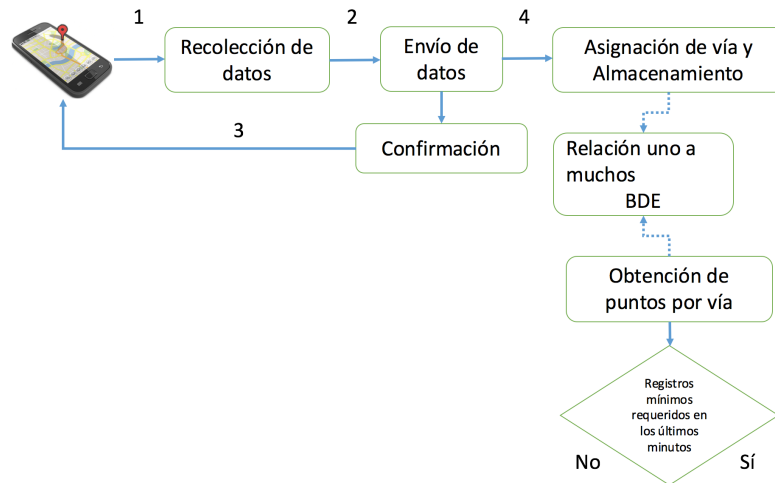 1
2
4
Recolección de
datos
Envío de
datos
Asignación de vía y
Almacenamiento
3
Confirmación
Relación uno a
muchos
BDE
Obtención de
puntos por vía
Registros
mínimos
requeridos en
los últimos
minutos
No
Sí